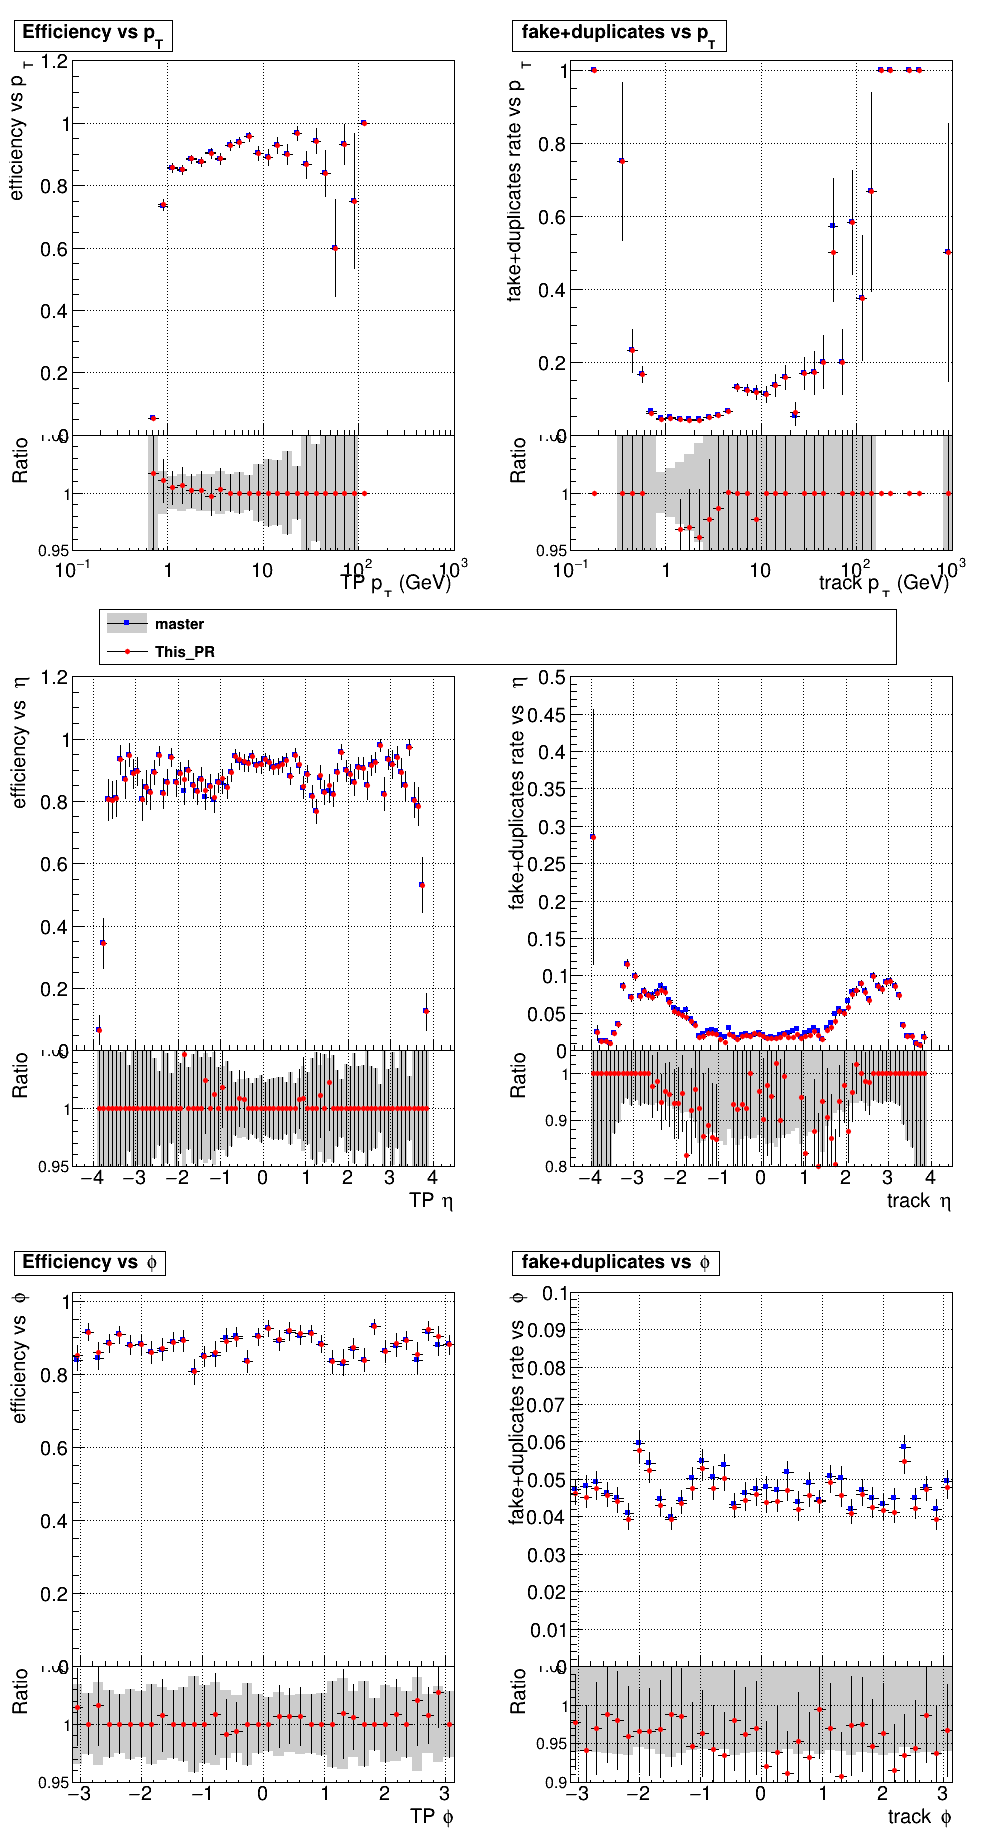 Efficiency vs p_T
fake+duplicates vs p_T
efficiency vs p_T
1.2
1
0.8
0.6
0.4
0.2
0
Ratio
1
0.95
10^-1
1
10
10^2
10^3
TP p_T (GeV)
fake+duplicates rate vs p_T
1
0.8
0.6
0.4
0.2
0
Ratio
1
0.95
10^-1
1
10
10^2
10^3
track p_T (GeV)
master
This_PR
efficiency vs η
1.2
1
0.8
0.6
0.4
0.2
0
Ratio
1
0.95
−4 −3 −2 −1 0 1 2 3 4
TP η
fake+duplicates rate vs η
0.5
0.45
0.4
0.35
0.3
0.25
0.2
0.15
0.1
0.05
0
Ratio
1
0.9
0.8
−4 −3 −2 −1 0 1 2 3 4
track η
Efficiency vs ϕ
fake+duplicates vs ϕ
efficiency vs ϕ
1
0.8
0.6
0.4
0.2
0
Ratio
1
0.95
−3 −2 −1 0 1 2 3
TP ϕ
fake+duplicates rate vs ϕ
0.1
0.09
0.08
0.07
0.06
0.05
0.04
0.03
0.02
0.01
0
Ratio
1
0.95
0.9
−3 −2 −1 0 1 2 3
track ϕ